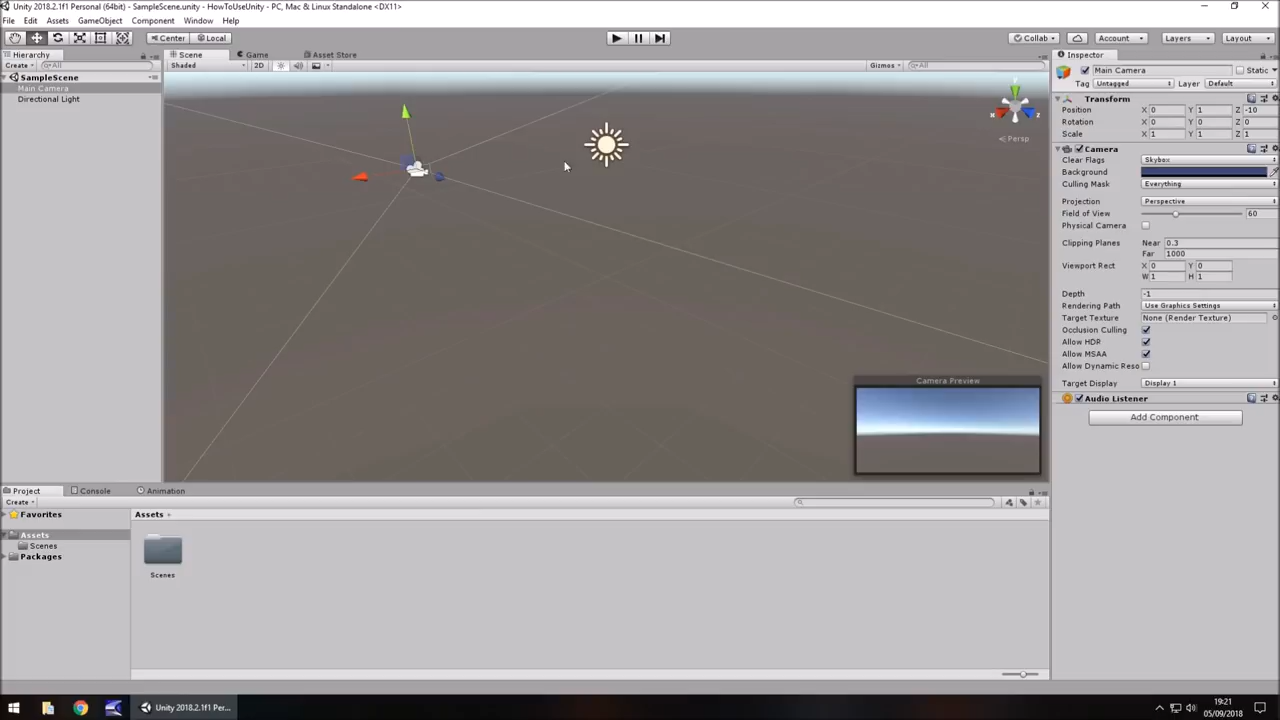 Unity 2018.2.1f1 Personal (64bit) - SampleScene.unity - HowToUseUnity - PC, Mac & Linux Standalone <DX11>
File Edit Assets GameObject Component Window Help
Center Local Collab Account Layers Layout
Hierarchy
Create All
SampleScene
Main Camera
Directional Light
Scene Game Asset Store
Shaded 2D Gizmos All
y
x z
Persp
Camera Preview
Inspector
Main Camera Static
Tag Untagged Layer Default
Transform
Position X 0 Y 1 Z -10
Rotation X 0 Y 0 Z 0
Scale X 1 Y 1 Z 1
Camera
Clear Flags Skybox
Background
Culling Mask Everything
Projection Perspective
Field of View 60
Physical Camera
Clipping Planes Near 0.3
Far 1000
Viewport Rect X 0 Y 0
W 1 H 1
Depth -1
Rendering Path Use Graphics Settings
Target Texture None (Render Texture)
Occlusion Culling
Allow HDR
Allow MSAA
Allow Dynamic Reso
Target Display Display 1
Audio Listener
Add Component
Project Console Animation
Create
Favorites
Assets
Scenes
Packages
Assets
Scenes
Unity 2018.2.1f1 Per...
19:21
05/09/2018